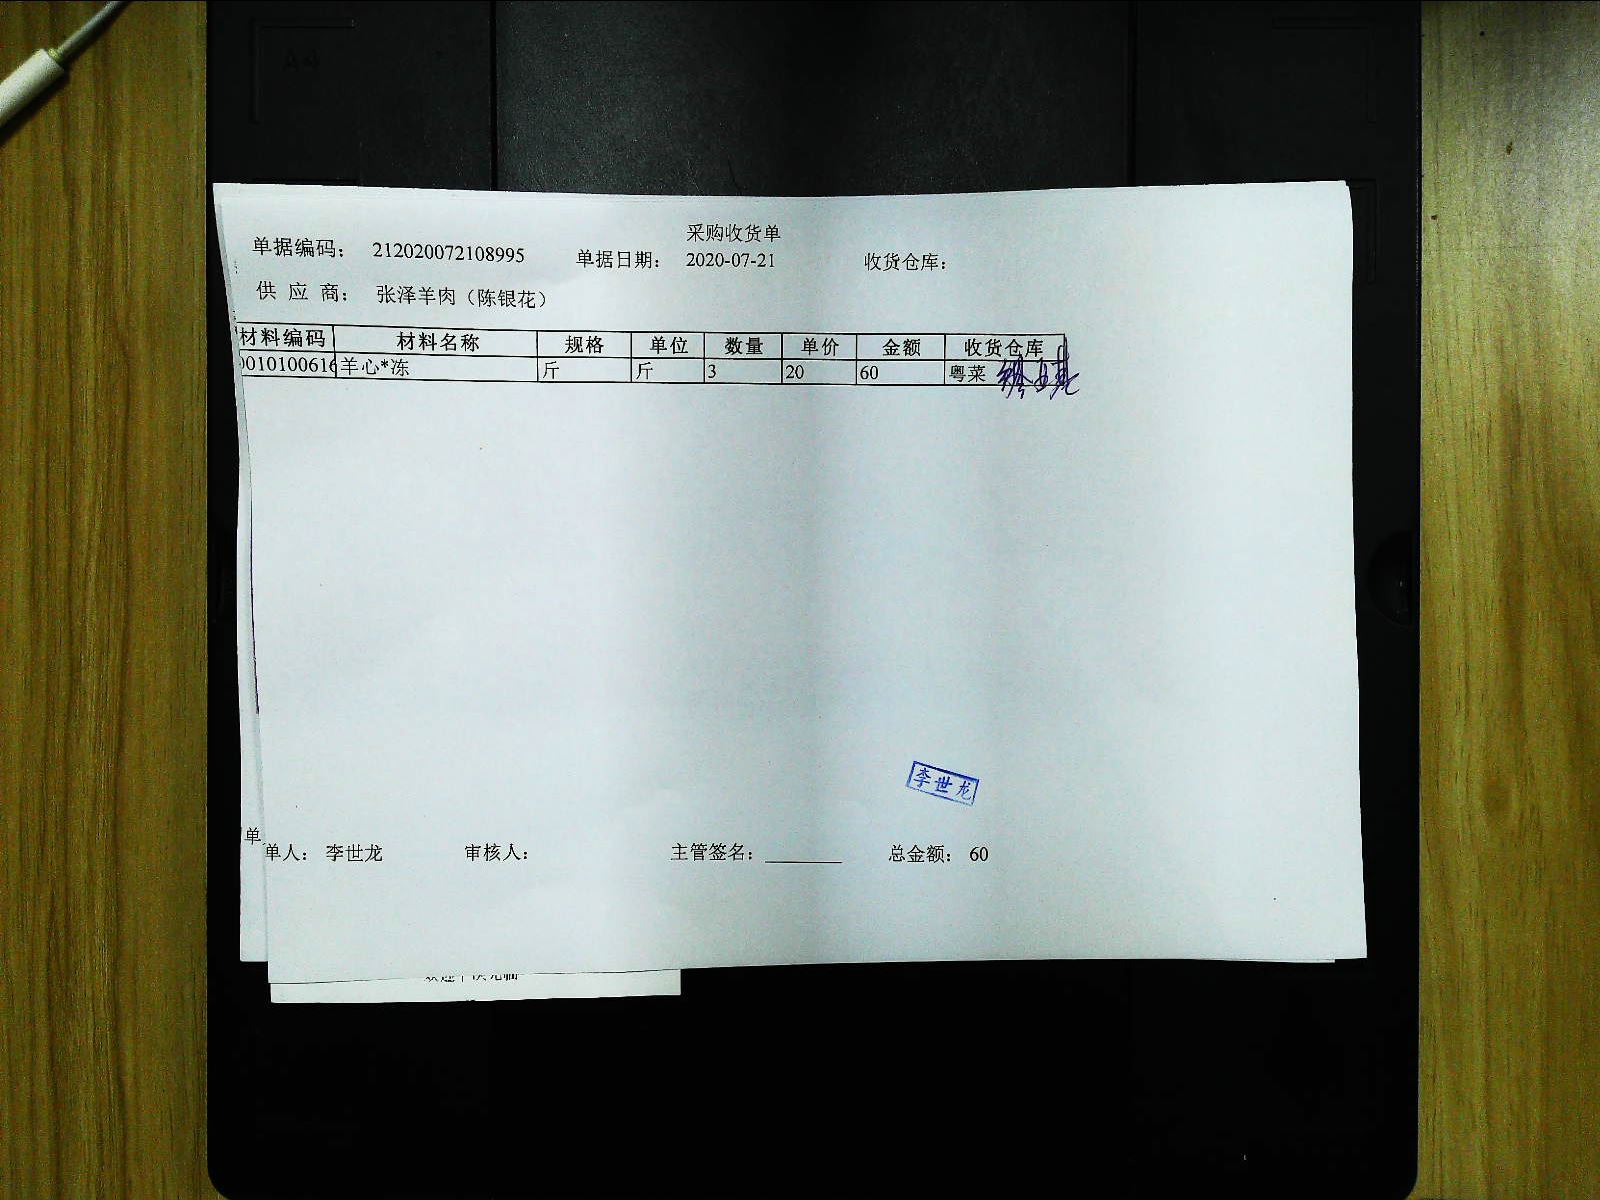 采购收货单
单据编码： 212020072108995 单据日期： 2020-07-21 收货仓库：
供 应 商： 张泽羊肉（陈银花）
材料编码 材料名称 规格 单位 数量 单价 金额 收货仓库
0010100616 羊心*冻 斤 斤 3 20 60 粤菜
李世龙
单
单人： 李世龙 审核人： 主管签名： 总金额： 60